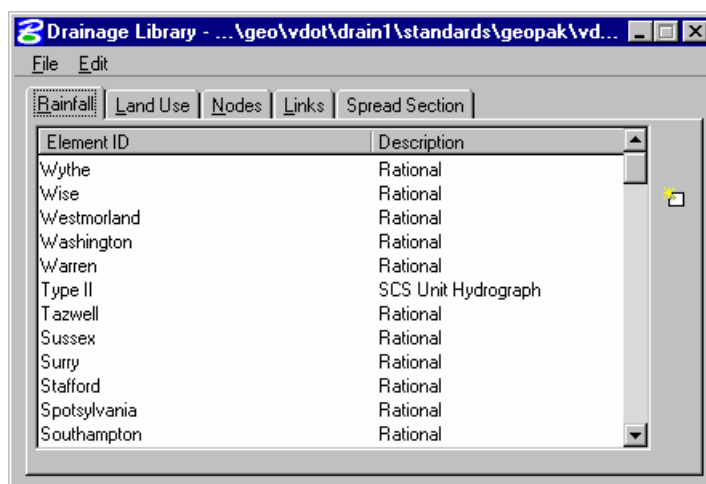 Drainage Library - ...\geo\vdot\drain1\standards\geopak\vd...
File Edit
Rainfall Land Use Nodes Links Spread Section
Element ID Description
Wythe Rational
Wise Rational
Westmorland Rational
Washington Rational
Warren Rational
Type II SCS Unit Hydrograph
Tazwell Rational
Sussex Rational
Surry Rational
Stafford Rational
Spotsylvania Rational
Southampton Rational